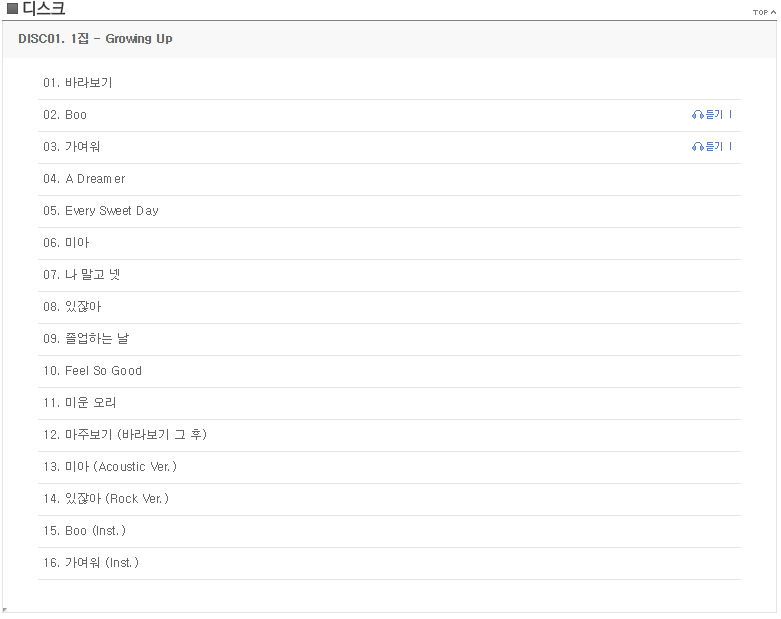 디스크
TOP
DISC01. 1집 - Growing Up
01. 바라보기
02. Boo 듣기 |
03. 가여워 듣기 |
04. A Dreamer
05. Every Sweet Day
06. 미아
07. 나 말고 넷
08. 있잖아
09. 졸업하는 날
10. Feel So Good
11. 미운 오리
12. 마주보기 (바라보기 그 후)
13. 미아 (Acoustic Ver.)
14. 있잖아 (Rock Ver.)
15. Boo (Inst.)
16. 가여워 (Inst.)